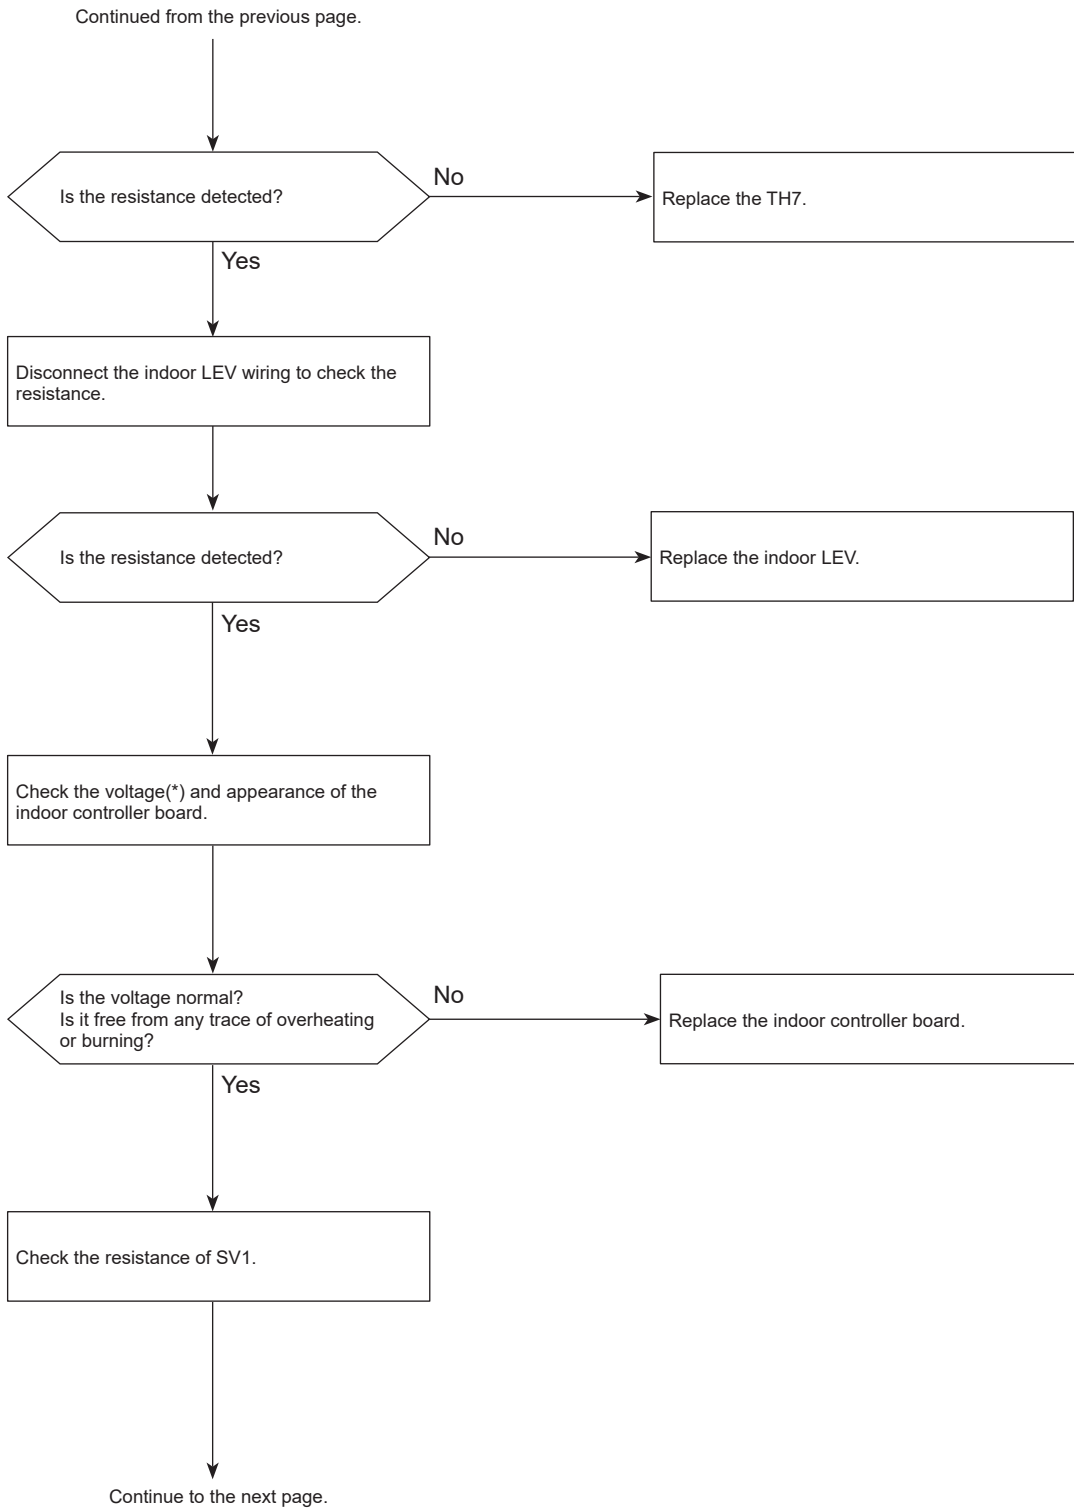 Continued from the previous page.
Is the resistance detected?
No
Replace the TH7.
Yes
Disconnect the indoor LEV wiring to check the
resistance.
Is the resistance detected?
No
Replace the indoor LEV.
Yes
Check the voltage(*) and appearance of the
indoor controller board.
Is the voltage normal?
Is it free from any trace of overheating
or burning?
No
Replace the indoor controller board.
Yes
Check the resistance of SV1.
Continue to the next page.